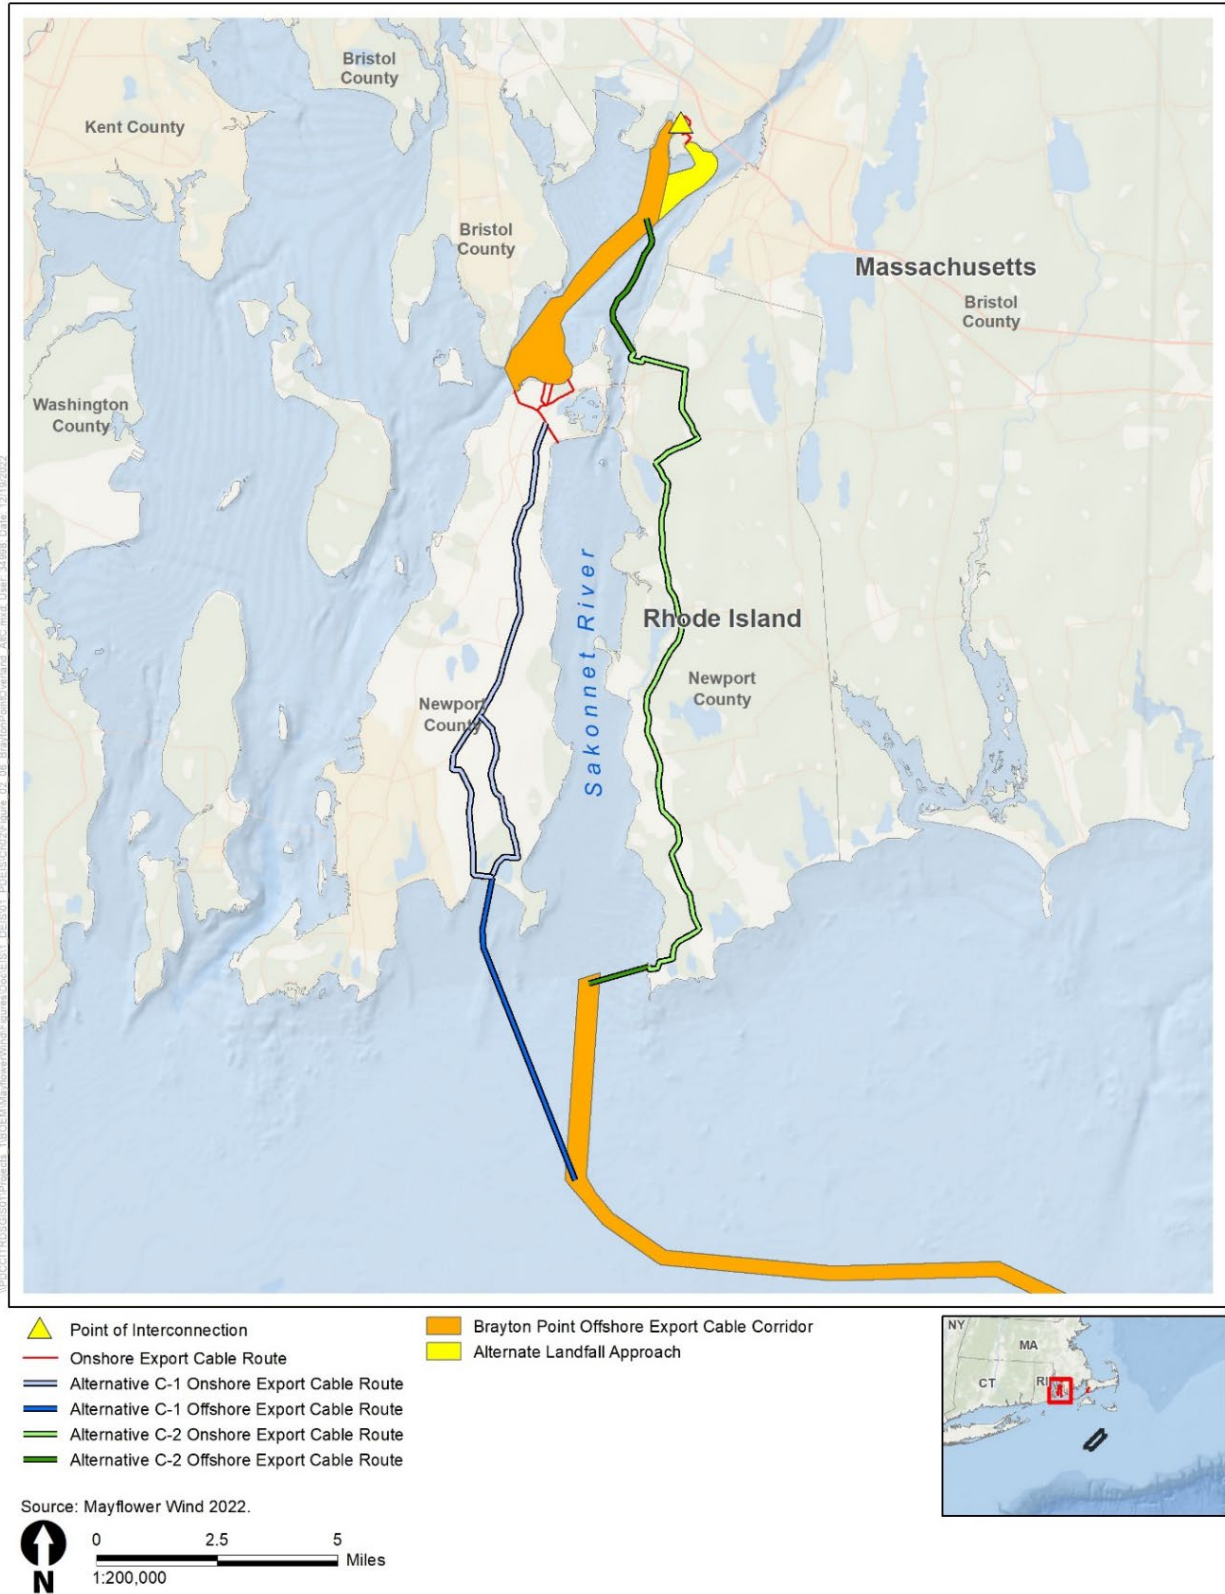 Bristol
County
Kent County
Bristol
County
Massachusetts
Bristol
County
Washington
County
Sakonnet River
Rhode Island
Newport
County
Newport
County
Point of Interconnection
Onshore Export Cable Route
Alternative C-1 Onshore Export Cable Route
Alternative C-1 Offshore Export Cable Route
Alternative C-2 Onshore Export Cable Route
Alternative C-2 Offshore Export Cable Route
Brayton Point Offshore Export Cable Corridor
Alternate Landfall Approach
NY
MA
CT
RI
Source: Mayflower Wind 2022.
N
0 2.5 5
Miles
1:200,000